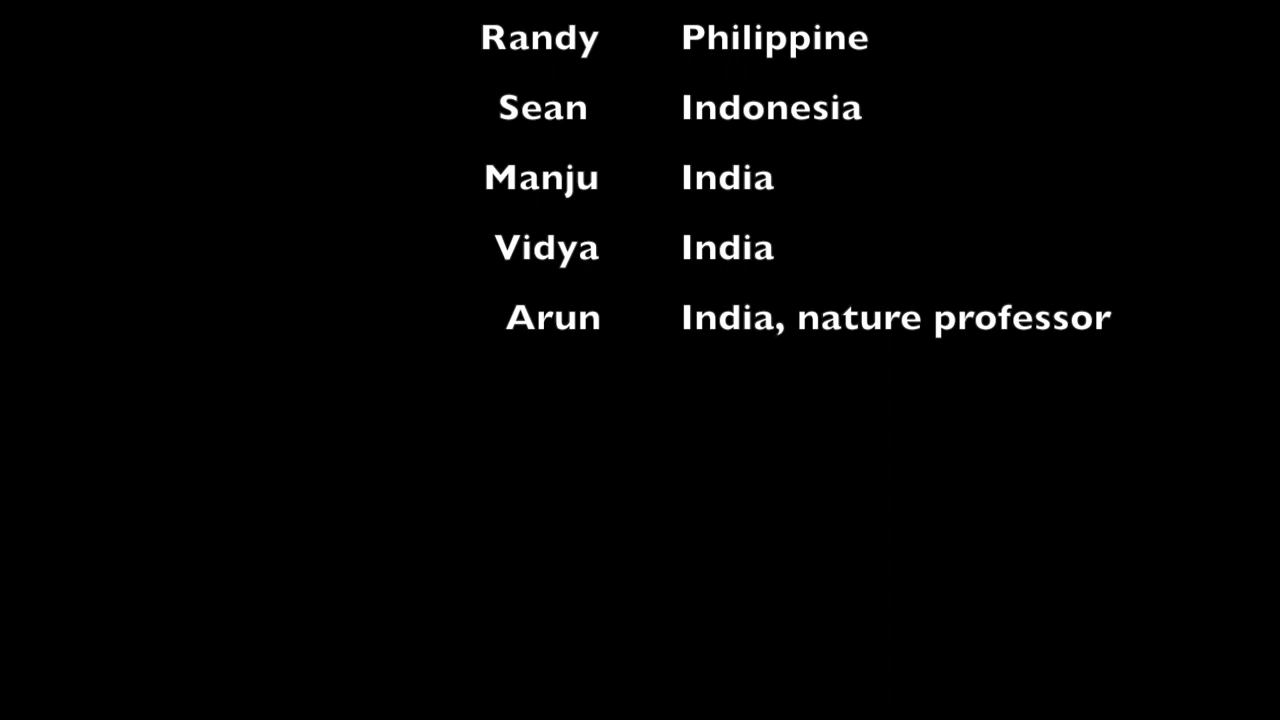 Randy Philippine
Sean Indonesia
Manju India
Vidya India
Arun India, nature professor